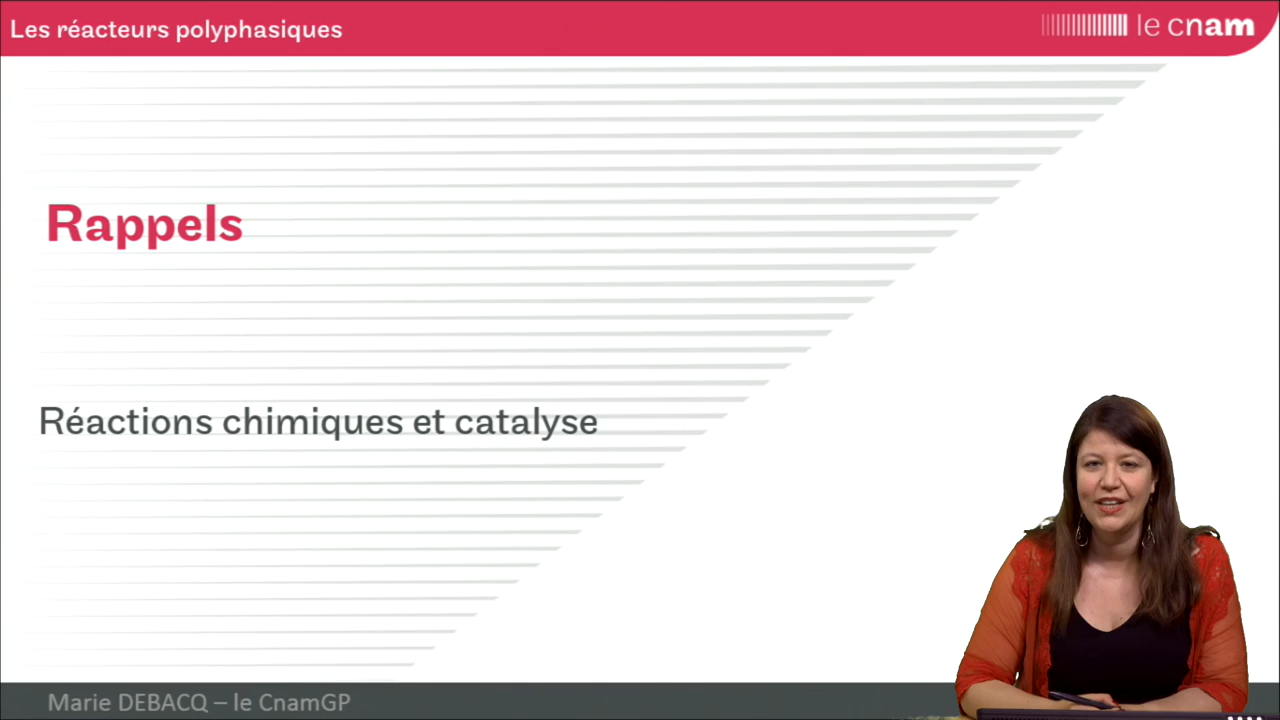 Les réacteurs polyphasiques
le cnam
Rappels
Réactions chimiques et catalyse
Marie DEBACQ – le CnamGP